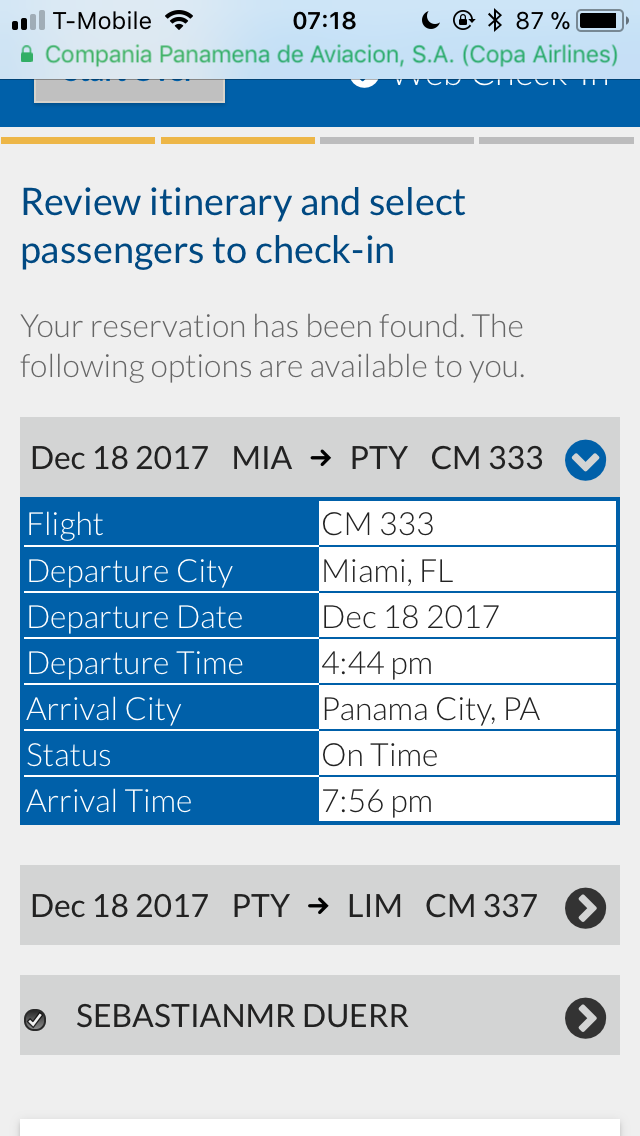 T-Mobile 07:18 87 %
Compania Panamena de Aviacion, S.A. (Copa Airlines)
Start Over Web Check-In
Review itinerary and select
passengers to check-in
Your reservation has been found. The
following options are available to you.
Dec 18 2017 MIA → PTY CM 333
Flight CM 333
Departure City Miami, FL
Departure Date Dec 18 2017
Departure Time 4:44 pm
Arrival City Panama City, PA
Status On Time
Arrival Time 7:56 pm
Dec 18 2017 PTY → LIM CM 337
SEBASTIANMR DUERR